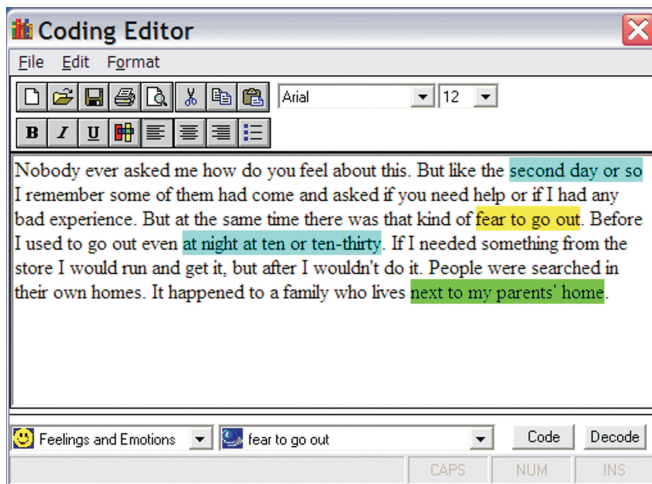 Coding Editor
File Edit Format
Arial 12
B I U
Nobody ever asked me how do you feel about this. But like the second day or so
I remember some of them had come and asked if you need help or if I had any
bad experience. But at the same time there was that kind of fear to go out. Before
I used to go out even at night at ten or ten-thirty. If I needed something from the
store I would run and get it, but after I wouldn't do it. People were searched in
their own homes. It happened to a family who lives next to my parents' home.
Feelings and Emotions fear to go out Code Decode
CAPS NUM INS